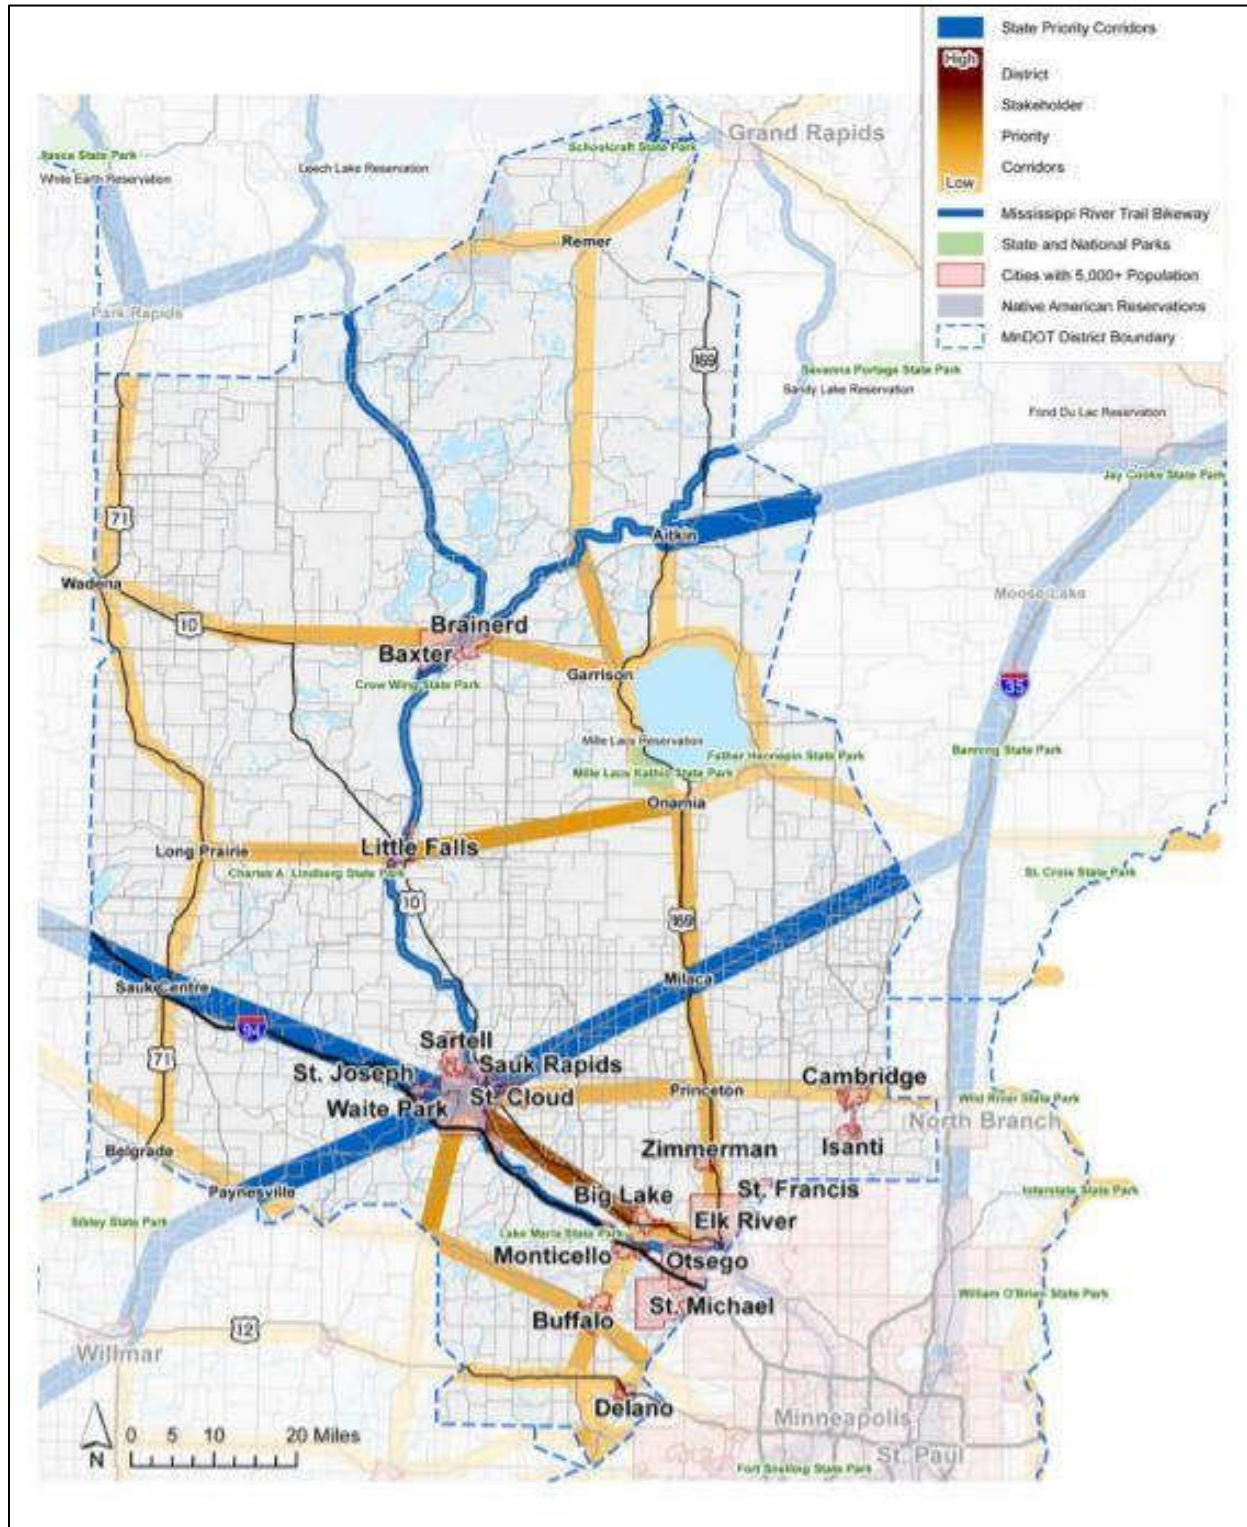 State Priority Corridors
High
District
Stakeholder
Priority
Corridors
Low
Mississippi River Trail Bikeway
State and National Parks
Cities with 5,000+ Population
Native American Reservations
MnDOT District Boundary
Grand Rapids
Schoolcraft State Park
Itasca State Park
White Earth Reservation
Leech Lake Reservation
Remer
Park Rapids
169
Savanna Portage State Park
Sandy Lake Reservation
Fond Du Lac Reservation
Jay Cooke State Park
71
Aitkin
Wadena
Moose Lake
10
Brainerd
Baxter
Garrison
Crow Wing State Park
35
Mille Lacs Reservation
Father Hennepin State Park
Banning State Park
Mille Lacs Kathio State Park
Onamia
Long Prairie
Little Falls
Charles A. Lindberg State Park
St. Croix State Park
10
169
Sauk Centre
Milaca
94
Sartell
71
St. Joseph
Sauk Rapids
St. Cloud
Waite Park
Princeton
Cambridge
Wild River State Park
North Branch
Isanti
Belgrade
Zimmerman
Paynesville
Big Lake
St. Francis
Interstate State Park
Sibley State Park
Elk River
Lake Maria State Park
Monticello
Otsego
St. Michael
William O'Brien State Park
Buffalo
12
Willmar
Delano
Minneapolis
St. Paul
Fort Snelling State Park
N
0 5 10 20 Miles